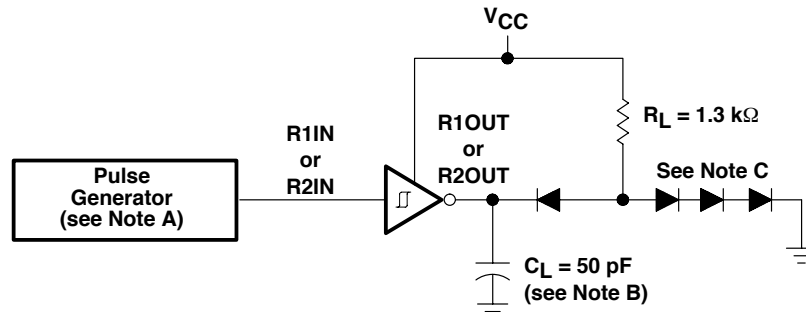 VCC
RL = 1.3 kΩ
R1IN
or
R2IN
R1OUT
or
R2OUT
See Note C
Pulse
Generator
(see Note A)
CL = 50 pF
(see Note B)